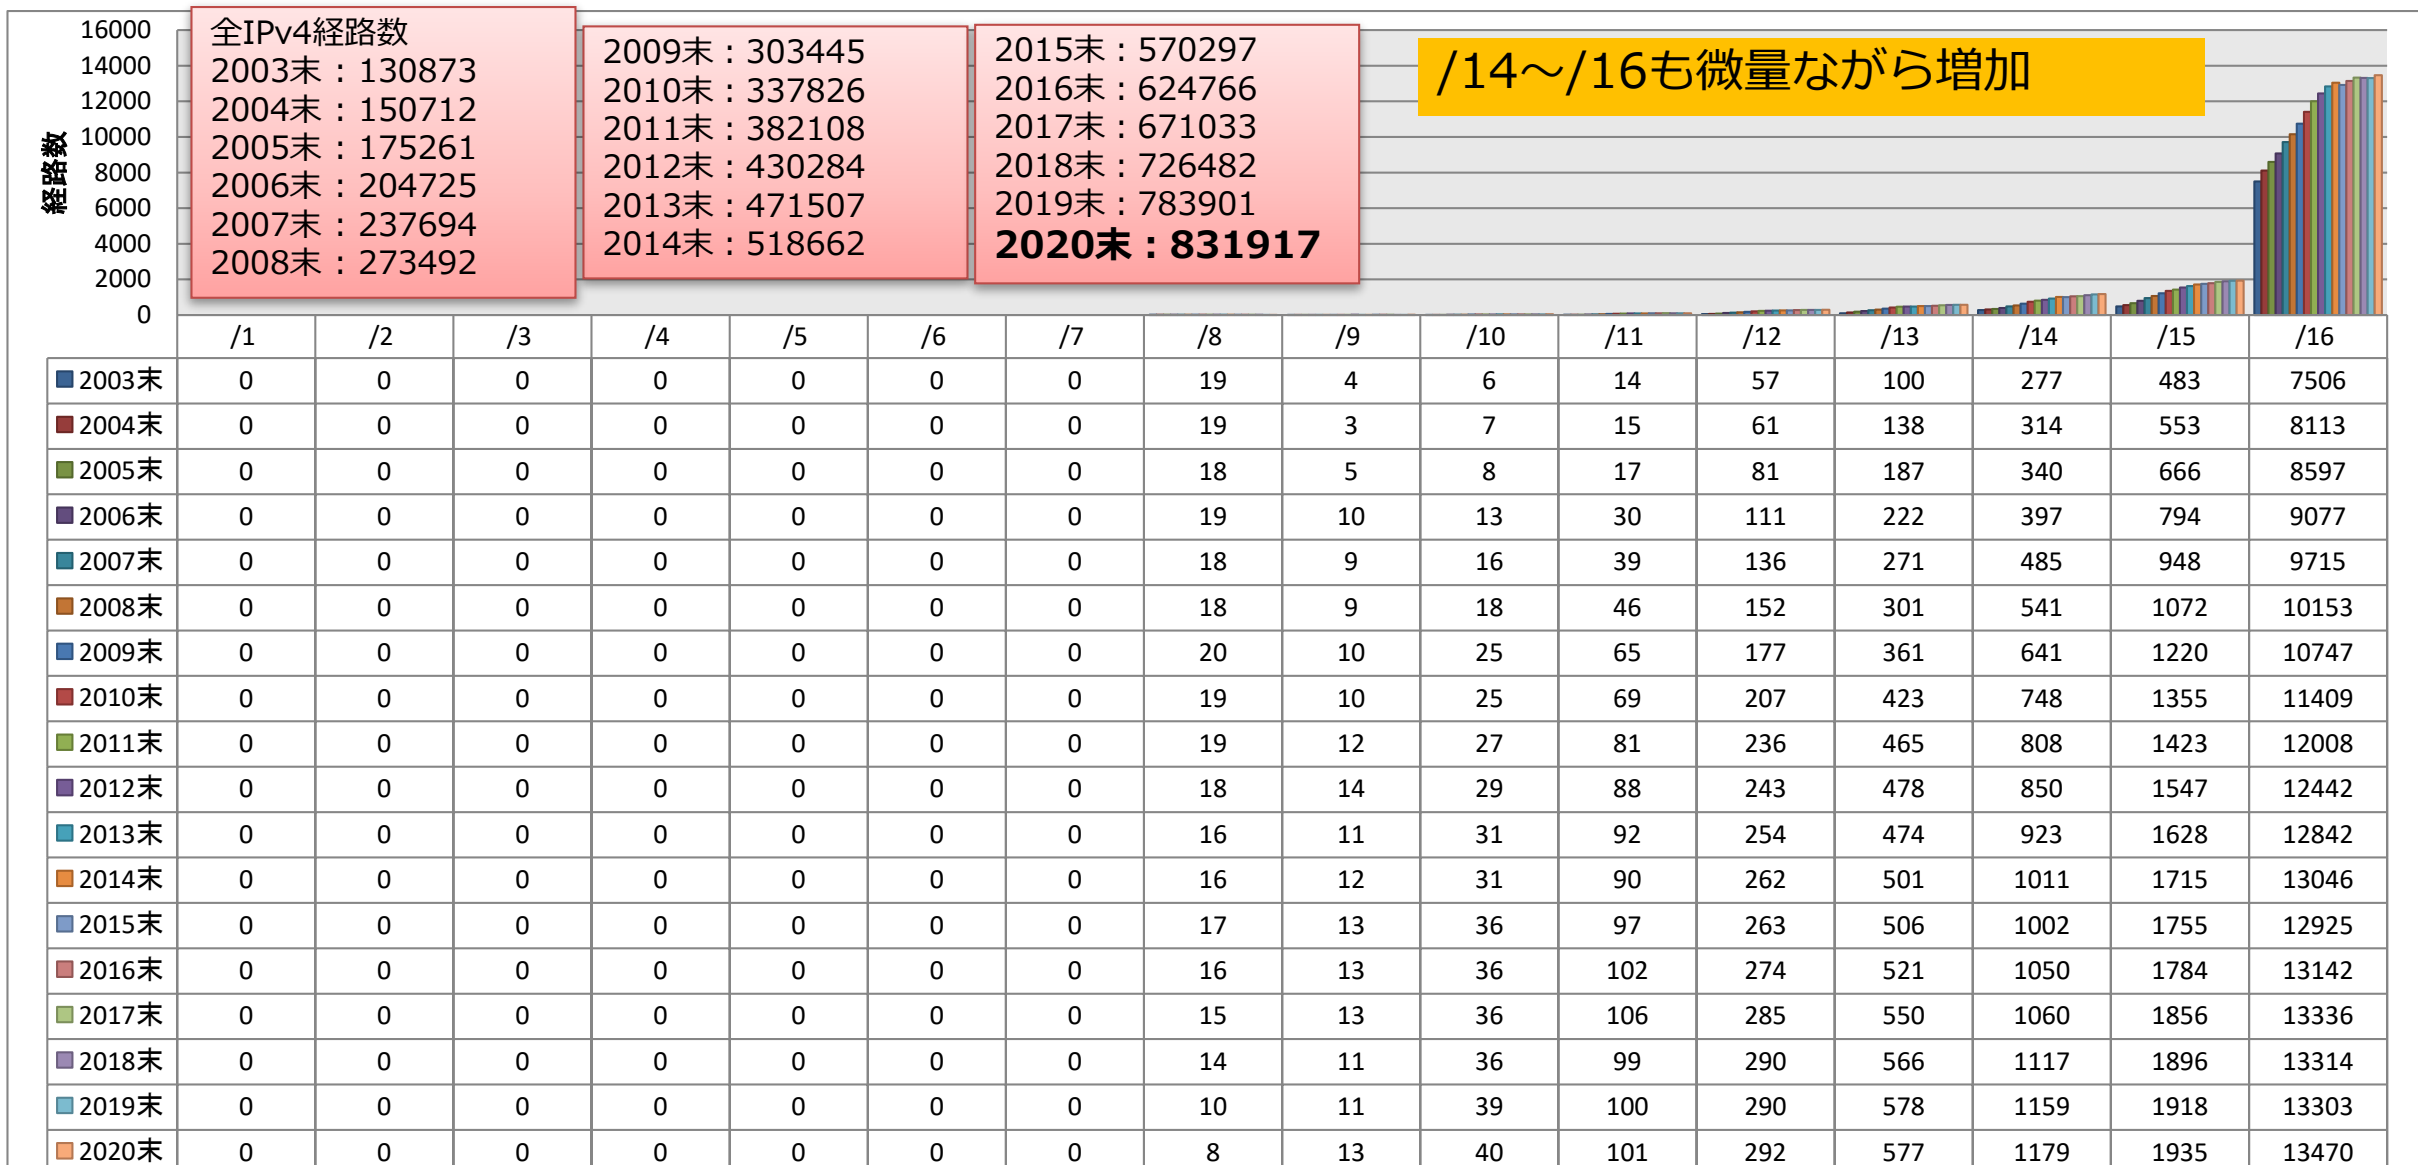 16000
14000
12000
10000
8000
6000
4000
2000
0
経路数
全IPv4経路数
2003末：130873
2004末：150712
2005末：175261
2006末：204725
2007末：237694
2008末：273492
2009末：303445
2010末：337826
2011末：382108
2012末：430284
2013末：471507
2014末：518662
2015末：570297
2016末：624766
2017末：671033
2018末：726482
2019末：783901
2020末：831917
/14～/16も微量ながら増加
/1 /2 /3 /4 /5 /6 /7 /8 /9 /10 /11 /12 /13 /14 /15 /16
2003末 0 0 0 0 0 0 0 19 4 6 14 57 100 277 483 7506
2004末 0 0 0 0 0 0 0 19 3 7 15 61 138 314 553 8113
2005末 0 0 0 0 0 0 0 18 5 8 17 81 187 340 666 8597
2006末 0 0 0 0 0 0 0 19 10 13 30 111 222 397 794 9077
2007末 0 0 0 0 0 0 0 18 9 16 39 136 271 485 948 9715
2008末 0 0 0 0 0 0 0 18 9 18 46 152 301 541 1072 10153
2009末 0 0 0 0 0 0 0 20 10 25 65 177 361 641 1220 10747
2010末 0 0 0 0 0 0 0 19 10 25 69 207 423 748 1355 11409
2011末 0 0 0 0 0 0 0 19 12 27 81 236 465 808 1423 12008
2012末 0 0 0 0 0 0 0 18 14 29 88 243 478 850 1547 12442
2013末 0 0 0 0 0 0 0 16 11 31 92 254 474 923 1628 12842
2014末 0 0 0 0 0 0 0 16 12 31 90 262 501 1011 1715 13046
2015末 0 0 0 0 0 0 0 17 13 36 97 263 506 1002 1755 12925
2016末 0 0 0 0 0 0 0 16 13 36 102 274 521 1050 1784 13142
2017末 0 0 0 0 0 0 0 15 13 36 106 285 550 1060 1856 13336
2018末 0 0 0 0 0 0 0 14 11 36 99 290 566 1117 1896 13314
2019末 0 0 0 0 0 0 0 10 11 39 100 290 578 1159 1918 13303
2020末 0 0 0 0 0 0 0 8 13 40 101 292 577 1179 1935 13470